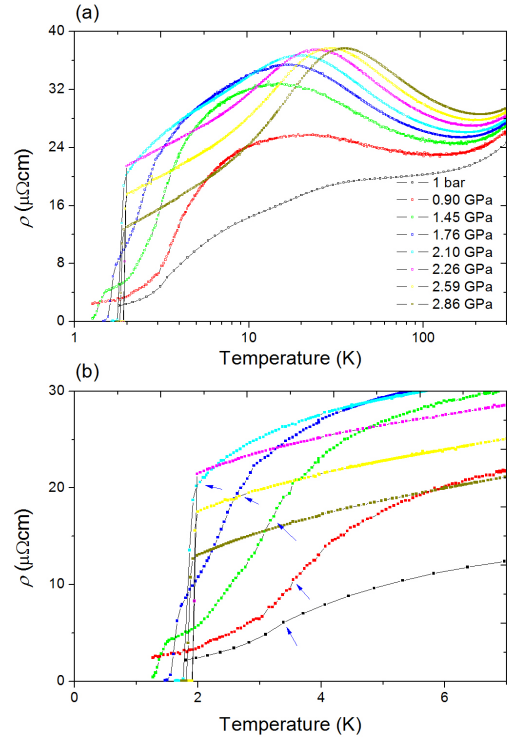 (a)
40
32
24
16
8
0
ρ (μΩcm)
1 bar
0.90 GPa
1.45 GPa
1.76 GPa
2.10 GPa
2.26 GPa
2.59 GPa
2.86 GPa
1
10
100
Temperature (K)
(b)
30
20
10
0
ρ (μΩcm)
0
2
4
6
Temperature (K)